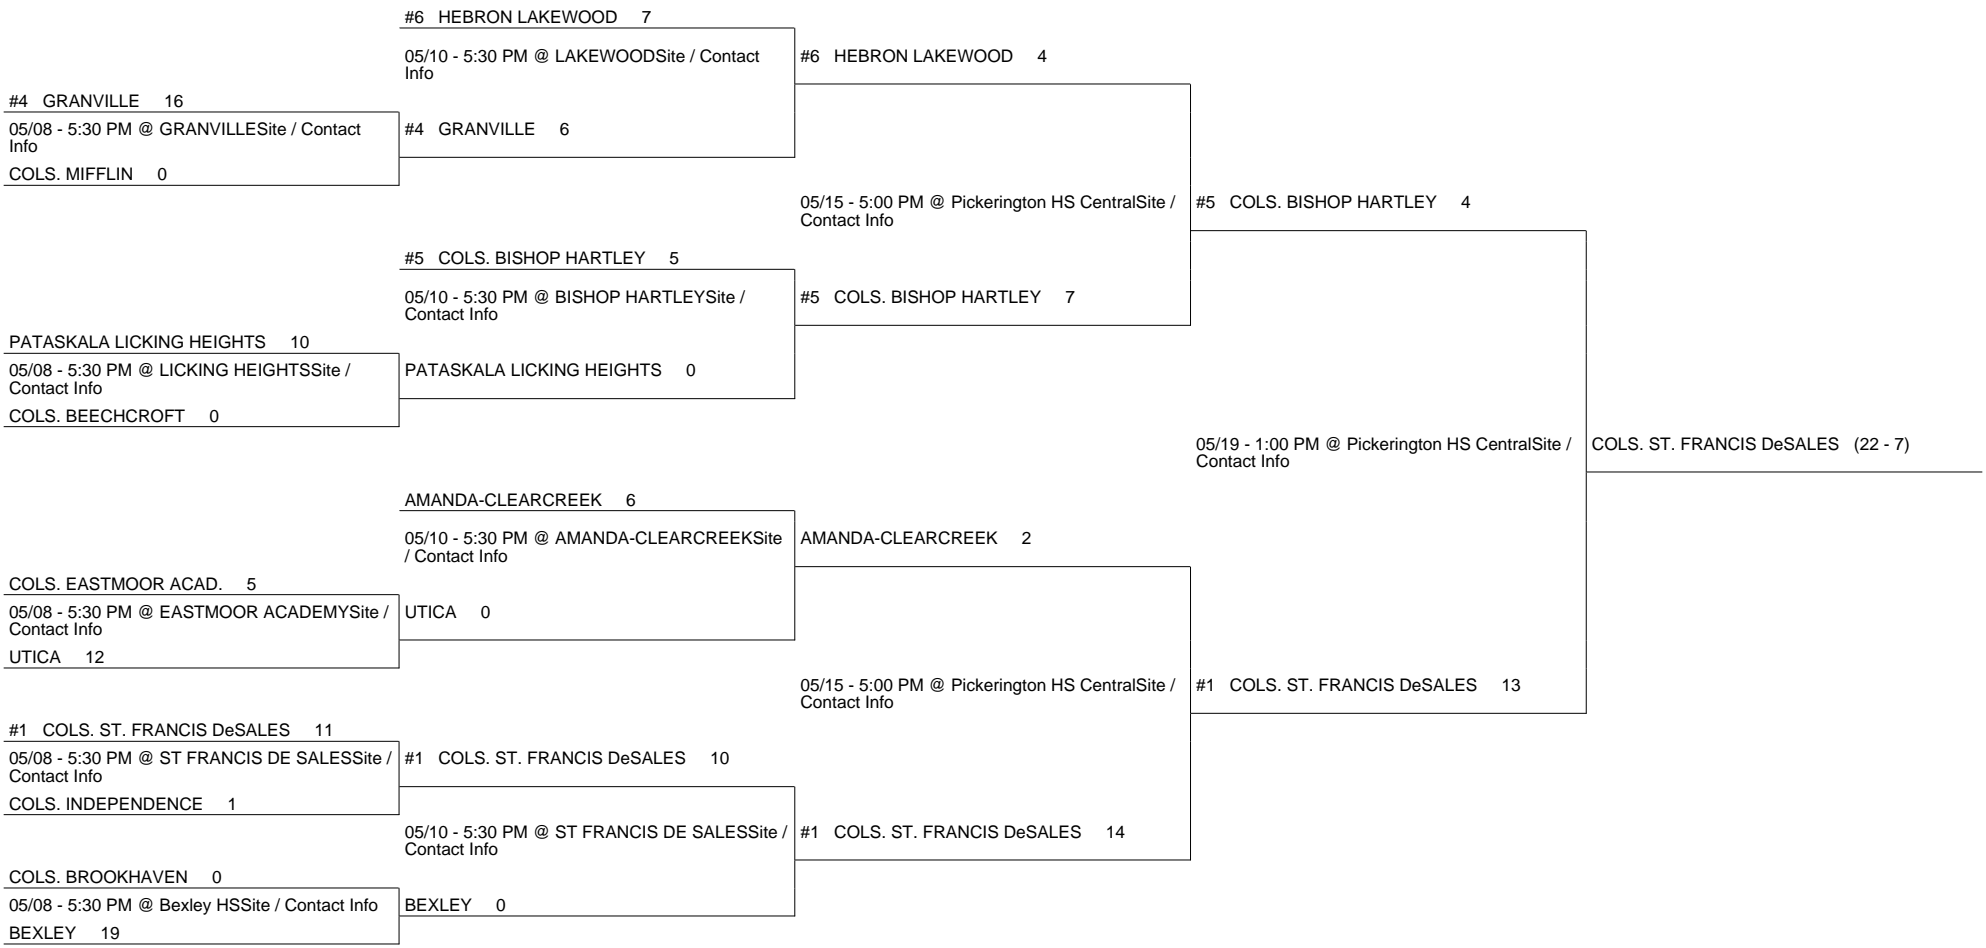 #6 HEBRON LAKEWOOD 7
05/10 - 5:30 PM @ LAKEWOODSite / Contact
Info
#6 HEBRON LAKEWOOD 4
#4 GRANVILLE 16
05/08 - 5:30 PM @ GRANVILLESite / Contact
Info
#4 GRANVILLE 6
COLS. MIFFLIN 0
05/15 - 5:00 PM @ Pickerington HS CentralSite /
Contact Info
#5 COLS. BISHOP HARTLEY 4
#5 COLS. BISHOP HARTLEY 5
05/10 - 5:30 PM @ BISHOP HARTLEYSite /
Contact Info
#5 COLS. BISHOP HARTLEY 7
PATASKALA LICKING HEIGHTS 10
05/08 - 5:30 PM @ LICKING HEIGHTSSite /
Contact Info
PATASKALA LICKING HEIGHTS 0
COLS. BEECHCROFT 0
05/19 - 1:00 PM @ Pickerington HS CentralSite /
Contact Info
COLS. ST. FRANCIS DeSALES (22 - 7)
AMANDA-CLEARCREEK 6
05/10 - 5:30 PM @ AMANDA-CLEARCREEKSite
/ Contact Info
AMANDA-CLEARCREEK 2
COLS. EASTMOOR ACAD. 5
05/08 - 5:30 PM @ EASTMOOR ACADEMYSite /
Contact Info
UTICA 0
UTICA 12
05/15 - 5:00 PM @ Pickerington HS CentralSite /
Contact Info
#1 COLS. ST. FRANCIS DeSALES 13
#1 COLS. ST. FRANCIS DeSALES 11
05/08 - 5:30 PM @ ST FRANCIS DE SALESSite /
Contact Info
#1 COLS. ST. FRANCIS DeSALES 10
COLS. INDEPENDENCE 1
05/10 - 5:30 PM @ ST FRANCIS DE SALESSite /
Contact Info
#1 COLS. ST. FRANCIS DeSALES 14
COLS. BROOKHAVEN 0
05/08 - 5:30 PM @ Bexley HSSite / Contact Info
BEXLEY 0
BEXLEY 19